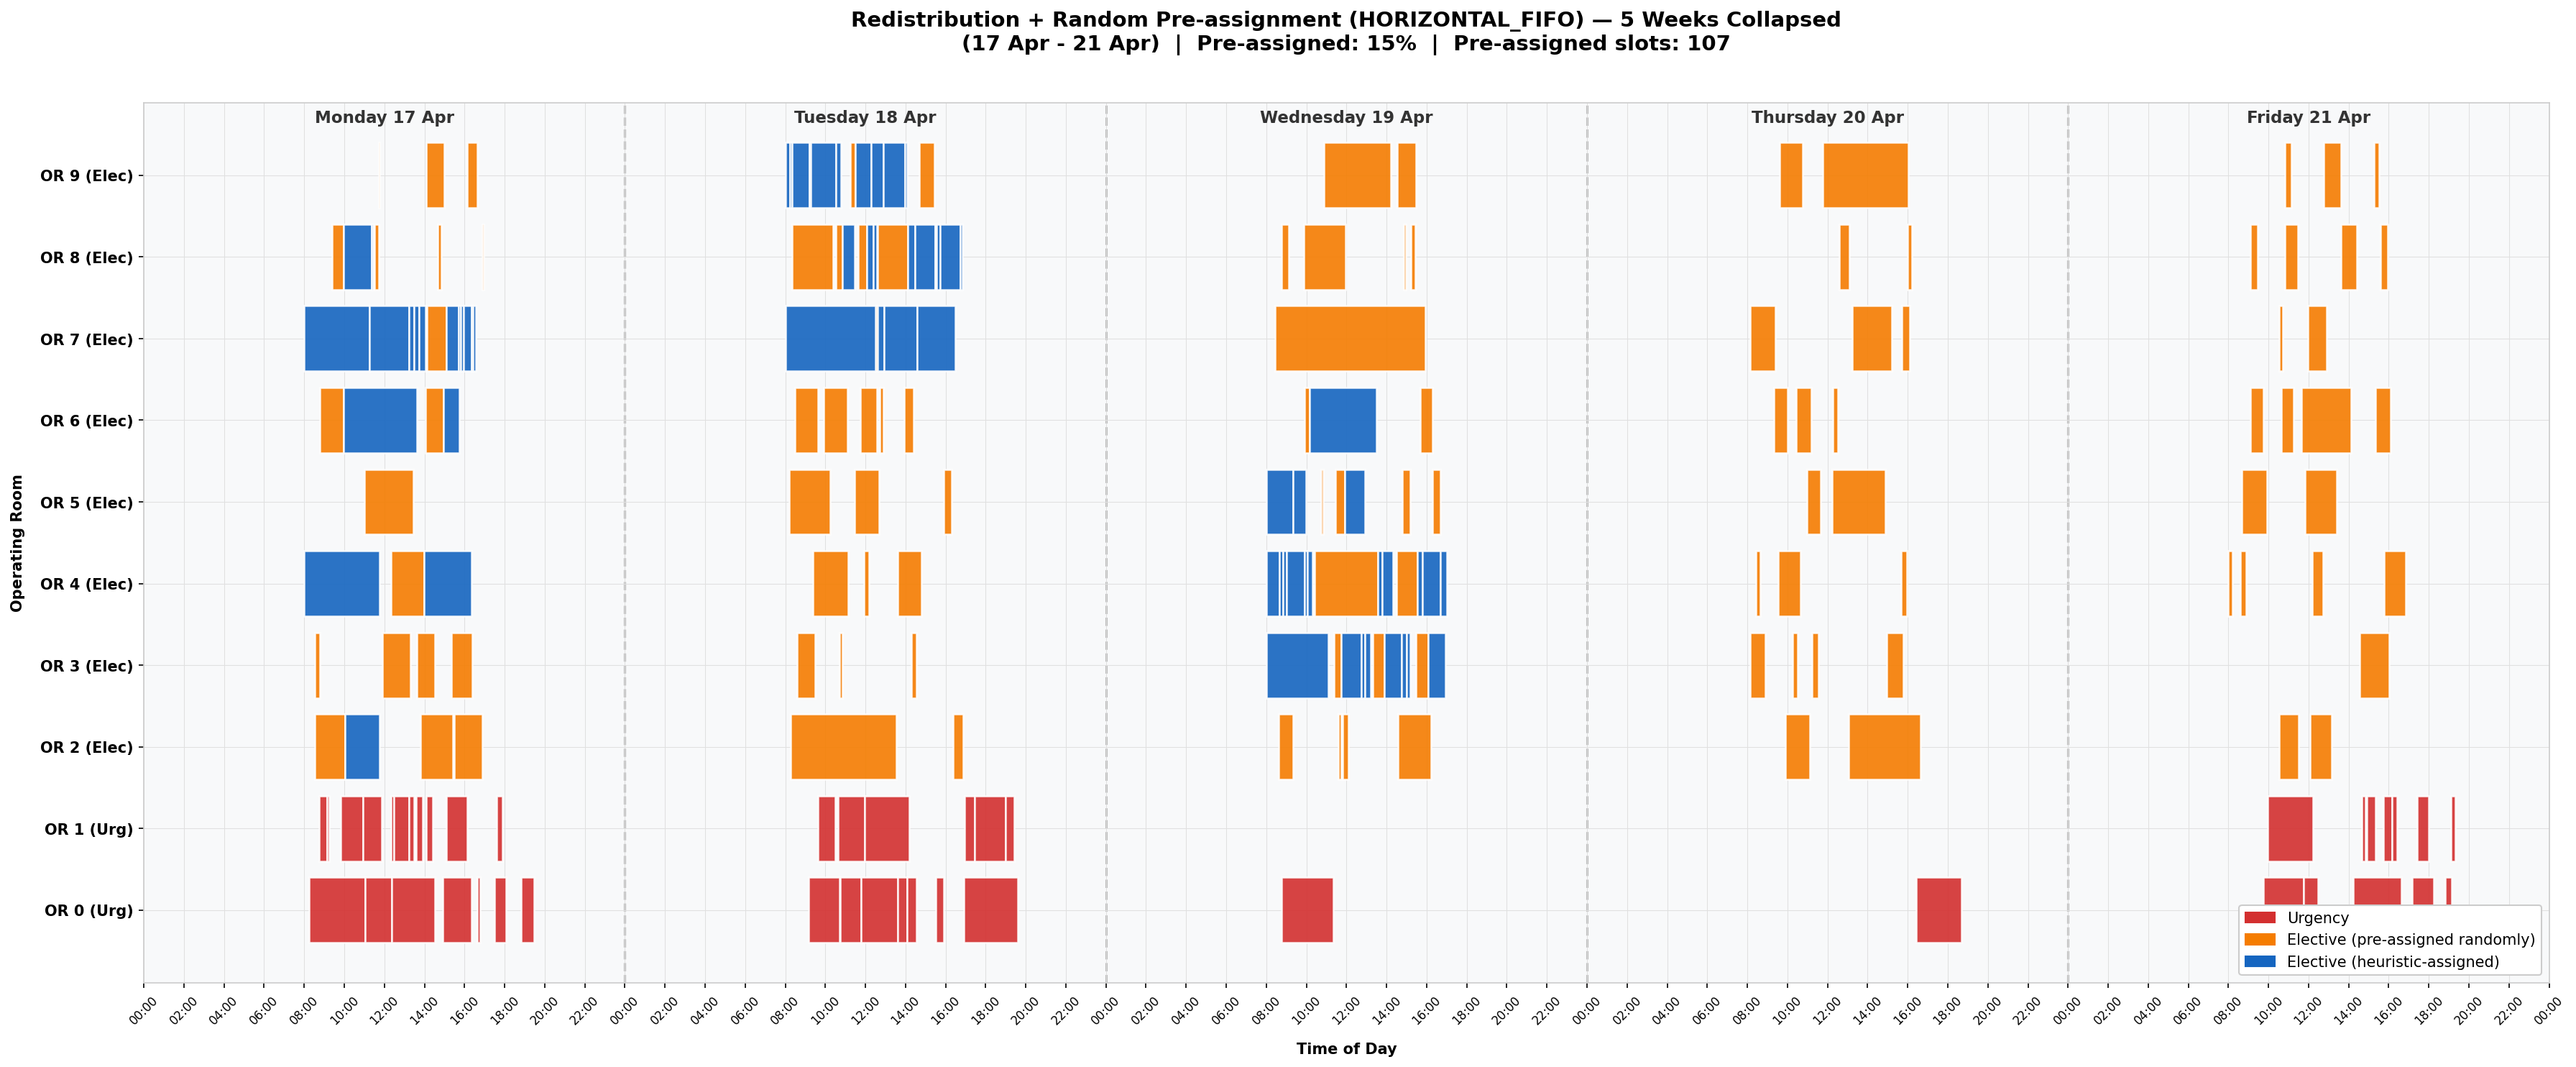 Redistribution + Random Pre-assignment (HORIZONTAL_FIFO) — 5 Weeks Collapsed
(17 Apr - 21 Apr) | Pre-assigned: 15% | Pre-assigned slots: 107
Monday 17 Apr Tuesday 18 Apr Wednesday 19 Apr Thursday 20 Apr Friday 21 Apr
OR 9 (Elec)
OR 8 (Elec)
OR 7 (Elec)
OR 6 (Elec)
OR 5 (Elec)
OR 4 (Elec)
OR 3 (Elec)
OR 2 (Elec)
OR 1 (Urg)
OR 0 (Urg)
Operating Room
Urgency
Elective (pre-assigned randomly)
Elective (heuristic-assigned)
00:00 02:00 04:00 06:00 08:00 10:00 12:00 14:00 16:00 18:00 20:00 22:00 00:00 02:00 04:00 06:00 08:00 10:00 12:00 14:00 16:00 18:00 20:00 22:00 00:00 02:00 04:00 06:00 08:00 10:00 12:00 14:00 16:00 18:00 20:00 22:00 00:00 02:00 04:00 06:00 08:00 10:00 12:00 14:00 16:00 18:00 20:00 22:00 00:00 02:00 04:00 06:00 08:00 10:00 12:00 14:00 16:00 18:00 20:00 22:00 00:00
Time of Day